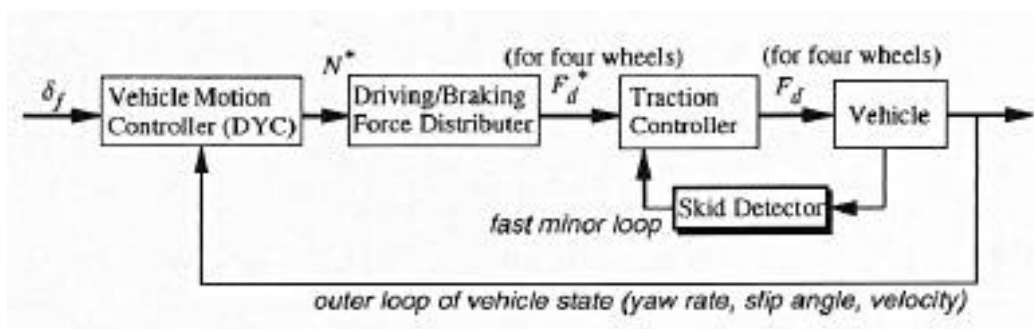 δf
Vehicle Motion
Controller (DYC)
N*
Driving/Braking
Force Distributer
(for four wheels)
Fd*
Traction
Controller
(for four wheels)
Fd
Vehicle
Skid Detector
fast minor loop
outer loop of vehicle state (yaw rate, slip angle, velocity)